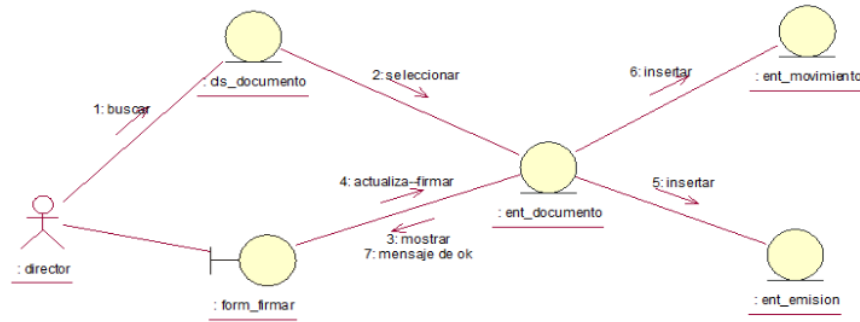 : cls_documento
2: seleccionar
6: insertar
: ent_movimiento
1: buscar
4: actualiza--firmar
5: insertar
: ent_documento
3: mostrar
7: mensaje de ok
: director
: form_firmar
: ent_emision